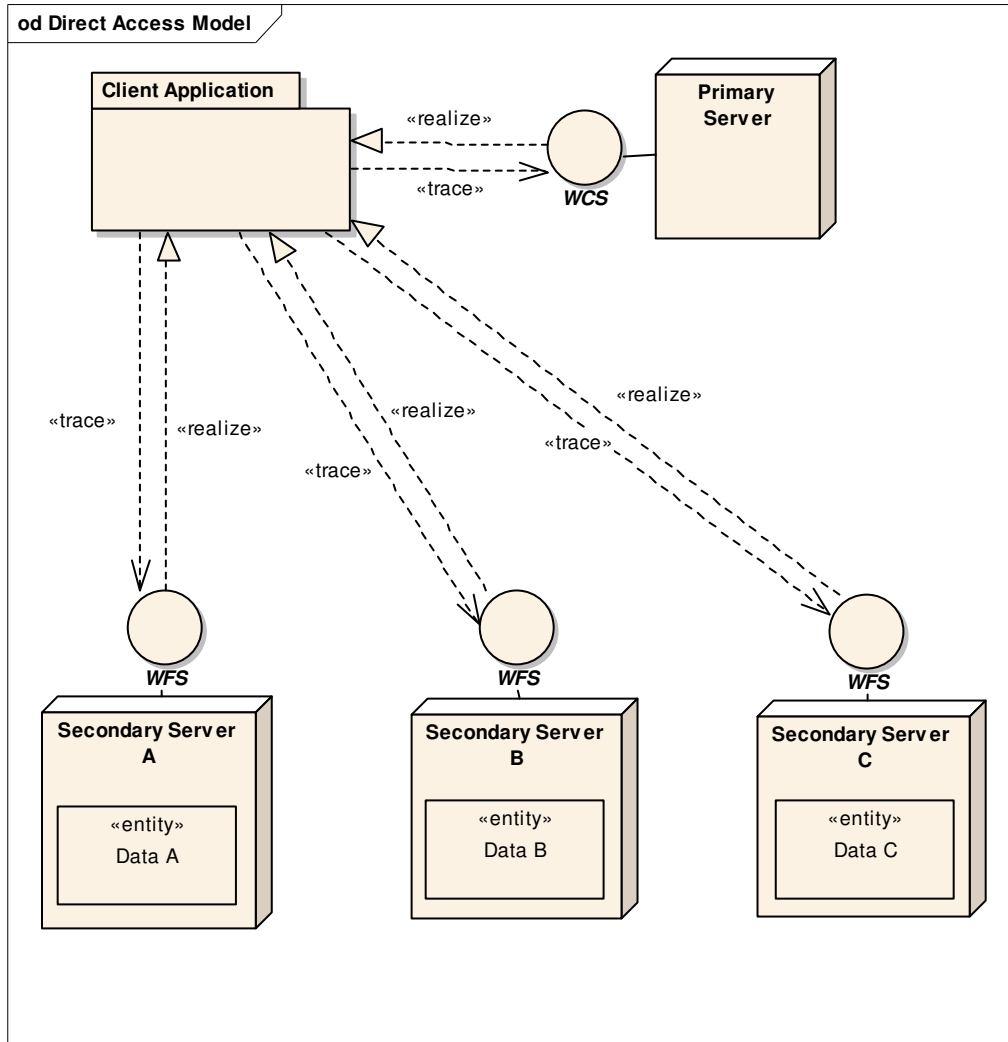 od Direct Access Model
Client Application
Primary
Server
«realize»
«trace»
WCS
«trace»
«realize»
«realize»
«trace»
«realize»
«trace»
WFS
WFS
WFS
Secondary Server
A
«entity»
Data A
Secondary Server
B
«entity»
Data B
Secondary Server
C
«entity»
Data C